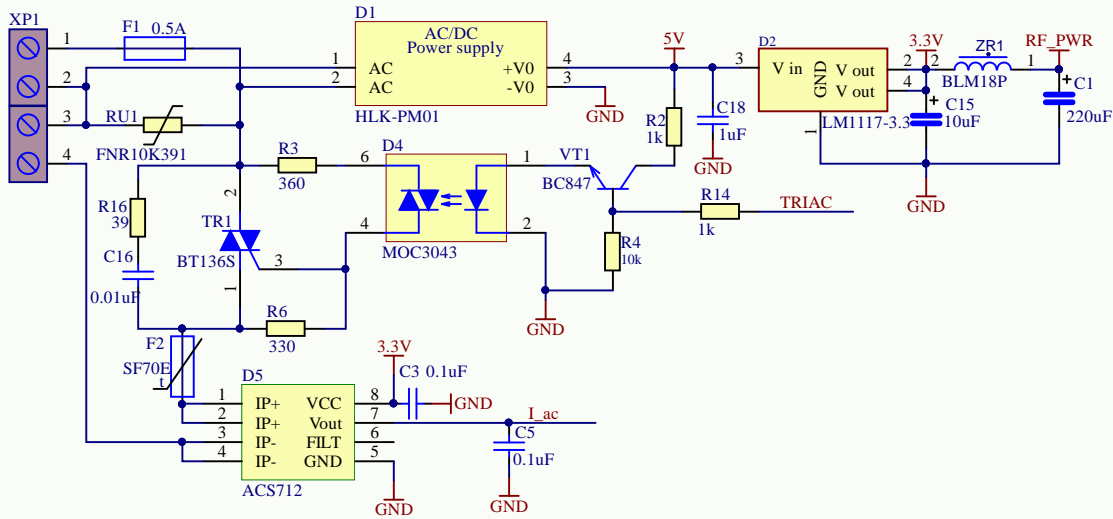 XP1
1
2
3
4
F1
0.5A
RU1
FNR10K391
D1
AC/DC
Power supply
1
AC
2
AC
+V0
4
-V0
3
HLK-PM01
GND
5V
R2
1k
C18
1uF
GND
D2
3
V in
GND
V out
2
V out
4
1
LM1117-3.3
3.3V
2
ZR1
BLM18P
1
RF_PWR
+
C15
10uF
+
C1
220uF
GND
R3
360
6
D4
4
1
2
MOC3043
VT1
BC847
R14
1k
TRIAC
R4
10k
GND
R16
39
C16
0.01uF
2
TR1
BT136S
3
1
R6
330
F2
SF70E
t
D5
1
IP+
2
IP+
3
IP-
4
IP-
VCC
8
Vout
7
FILT
6
GND
5
ACS712
3.3V
C3 0.1uF
GND
I_ac
C5
0.1uF
GND
GND